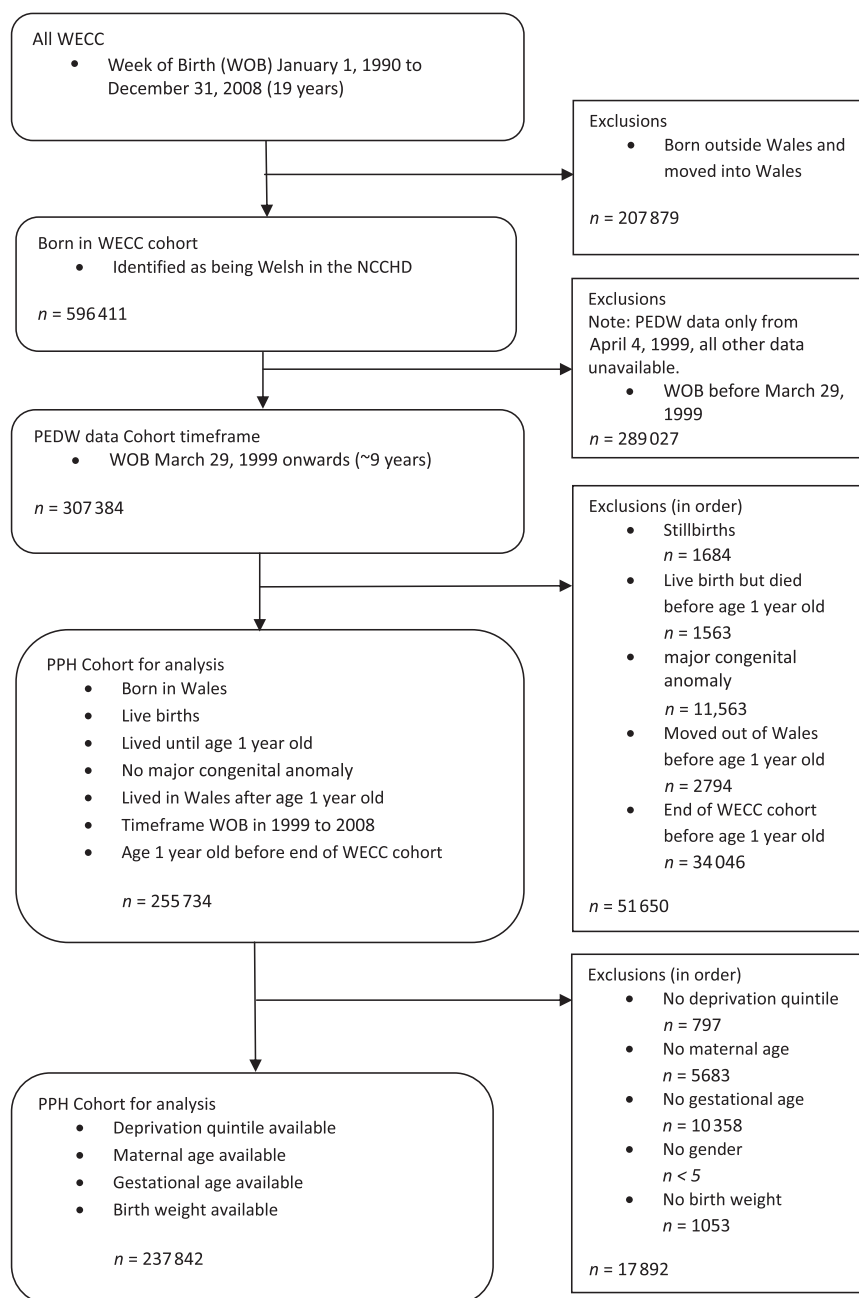 All WECC
• Week of Birth (WOB) January 1, 1990 to
December 31, 2008 (19 years)
Exclusions
• Born outside Wales and
moved into Wales
n = 207 879
Born in WECC cohort
• Identified as being Welsh in the NCCHD
n = 596 411
Exclusions
Note: PEDW data only from
April 4, 1999, all other data
unavailable.
• WOB before March 29,
1999
n = 289 027
PEDW data Cohort timeframe
• WOB March 29, 1999 onwards (~9 years)
n = 307 384
Exclusions (in order)
• Stillbirths
n = 1684
• Live birth but died
before age 1 year old
n = 1563
• major congenital
anomaly
n = 11,563
• Moved out of Wales
before age 1 year old
n = 2794
• End of WECC cohort
before age 1 year old
n = 34 046
n = 51 650
PPH Cohort for analysis
• Born in Wales
• Live births
• Lived until age 1 year old
• No major congenital anomaly
• Lived in Wales after age 1 year old
• Timeframe WOB in 1999 to 2008
• Age 1 year old before end of WECC cohort
n = 255 734
Exclusions (in order)
• No deprivation quintile
n = 797
• No maternal age
n = 5683
• No gestational age
n = 10 358
• No gender
n < 5
• No birth weight
n = 1053
n = 17 892
PPH Cohort for analysis
• Deprivation quintile available
• Maternal age available
• Gestational age available
• Birth weight available
n = 237 842